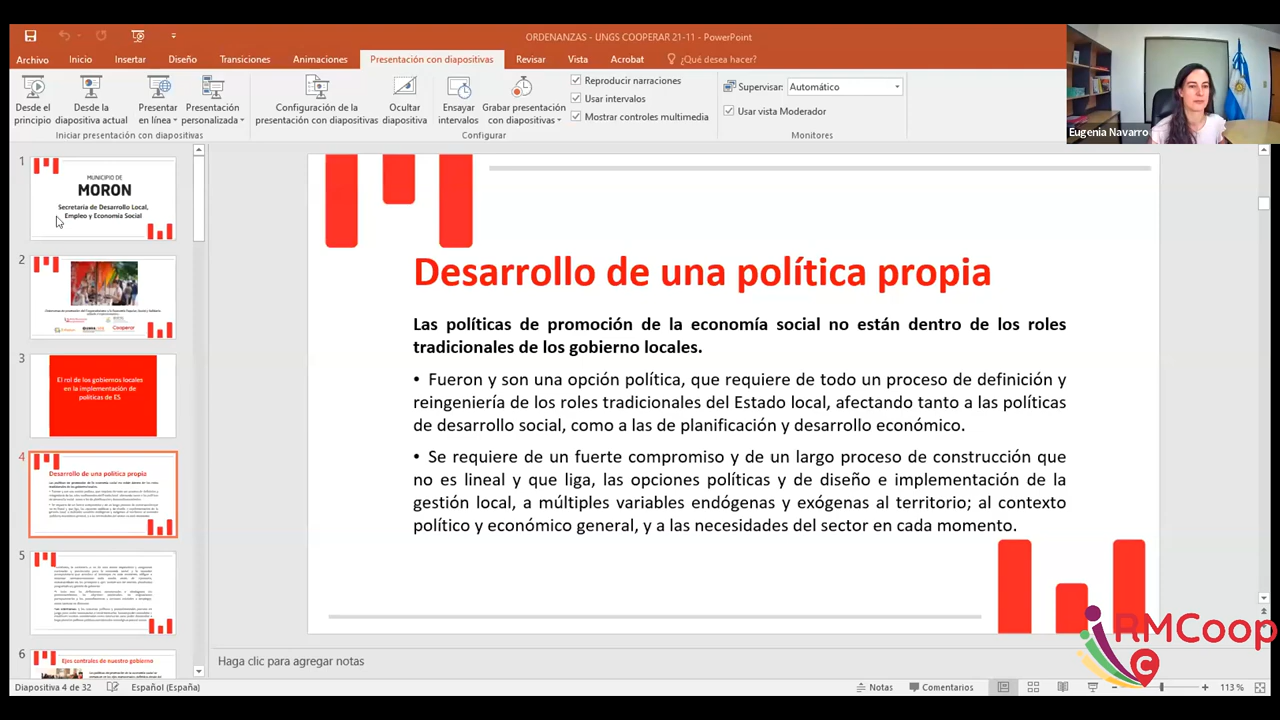 ORDENANZAS - UNGS COOPERAR 21-11 - PowerPoint
Archivo Inicio Insertar Diseño Transiciones Animaciones Presentación con diapositivas Revisar Vista Acrobat ¿Qué desea hacer?
Desde el principio
Desde la diapositiva actual
Presentar en línea
Presentación personalizada
Configuración de la presentación con diapositivas
Ocultar diapositiva
Ensayar intervalos
Grabar presentación con diapositivas
Reproducir narraciones
Usar intervalos
Mostrar controles multimedia
Supervisar: Automático
Usar vista Moderador
Iniciar presentación con diapositivas
Configurar
Monitores
Eugenia Navarro
1
MUNICIPIO DE
MORON
Secretaría de Desarrollo Local,
Empleo y Economía Social
2
Cooperar
3
El rol de los gobiernos locales
en la implementación de
políticas de ES
4
Desarrollo de una política propia
5
6
Ejes centrales de nuestro gobierno
Desarrollo de una política propia
Las políticas de promoción de la economía social no están dentro de los roles
tradicionales de los gobierno locales.
• Fueron y son una opción política, que requiere de todo un proceso de definición y
reingeniería de los roles tradicionales del Estado local, afectando tanto a las políticas
de desarrollo social, como a las de planificación y desarrollo económico.
• Se requiere de un fuerte compromiso y de un largo proceso de construcción que
no es lineal y que liga, las opciones políticas y de diseño e implementación de la
gestión local a múltiples variables endógenas y exógenas al territorio; al contexto
político y económico general, y a las necesidades del sector en cada momento.
RMCoop
C
Haga clic para agregar notas
Diapositiva 4 de 32 Español (España) Notas Comentarios 113 %